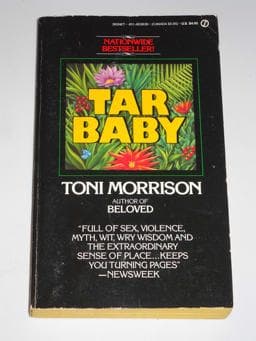 NATIONWIDE
BESTSELLER!
TAR
BABY
TONI MORRISON
AUTHOR OF
BELOVED
"FULL OF SEX, VIOLENCE,
MYTH, WIT, WRY WISDOM AND
THE EXTRAORDINARY
SENSE OF PLACE...KEEPS
YOU TURNING PAGES"
—NEWSWEEK